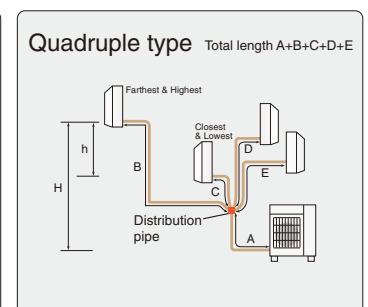 Quadruple type Total length A+B+C+D+E
Farthest & Highest
Closest
& Lowest
h
H
B
D
E
C
Distribution
pipe
A